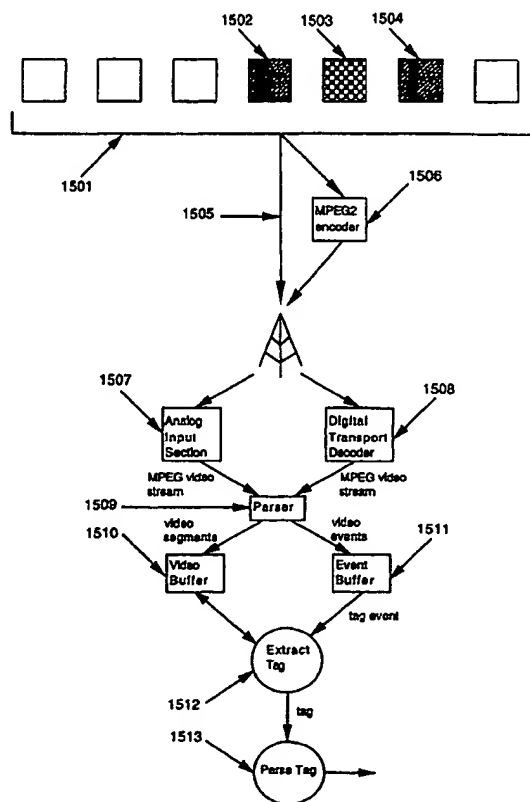 1502
1503
1504
1501
1505
1506
MPEG2
encoder
1507
1508
Analog
Input
Section
Digital
Transport
Decoder
MPEG video
stream
MPEG video
stream
1509
Parser
1510
video
segments
video
events
1511
Video
Buffer
Event
Buffer
tag event
Extract
Tag
1512
tag
1513
Parse Tag